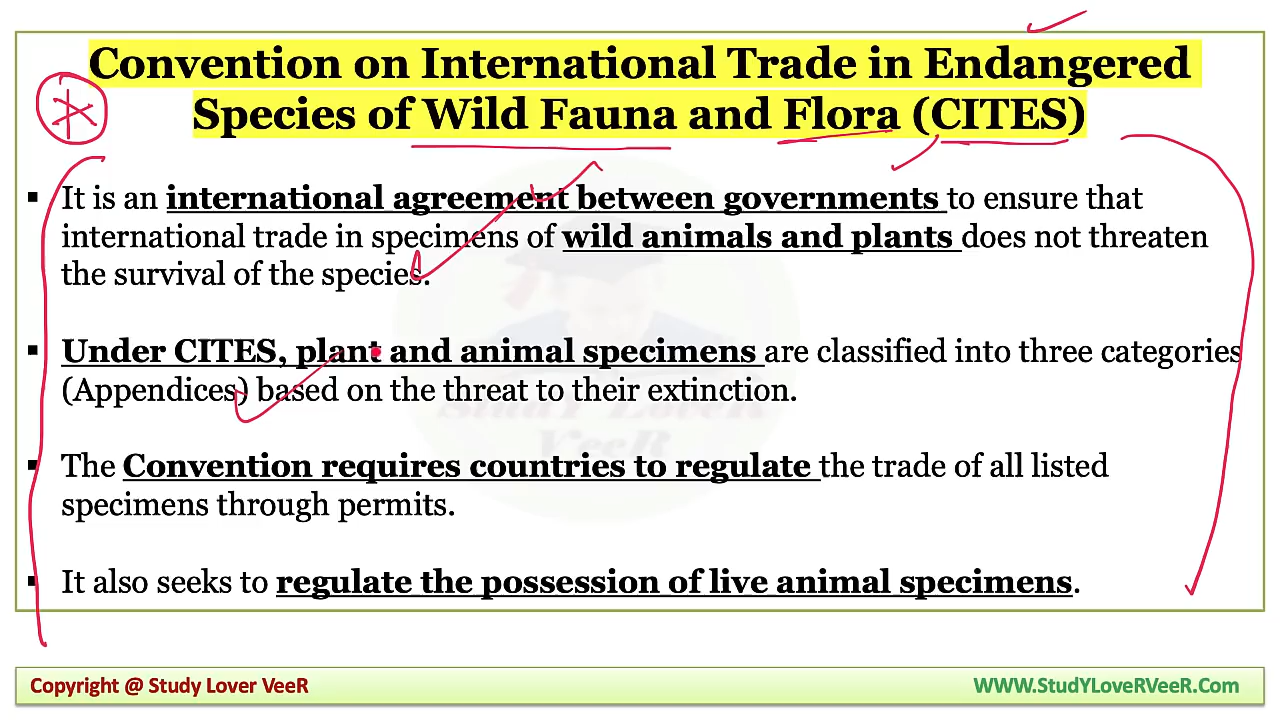 Convention on International Trade in Endangered
Species of Wild Fauna and Flora (CITES)
▪ It is an international agreement between governments to ensure that
international trade in specimens of wild animals and plants does not threaten
the survival of the species.
▪ Under CITES, plant and animal specimens are classified into three categories
(Appendices) based on the threat to their extinction.
▪ The Convention requires countries to regulate the trade of all listed
specimens through permits.
▪ It also seeks to regulate the possession of live animal specimens.
StudY LoveR
VeeR
Copyright @ Study Lover VeeR
WWW.StudYLoveRVeeR.Com